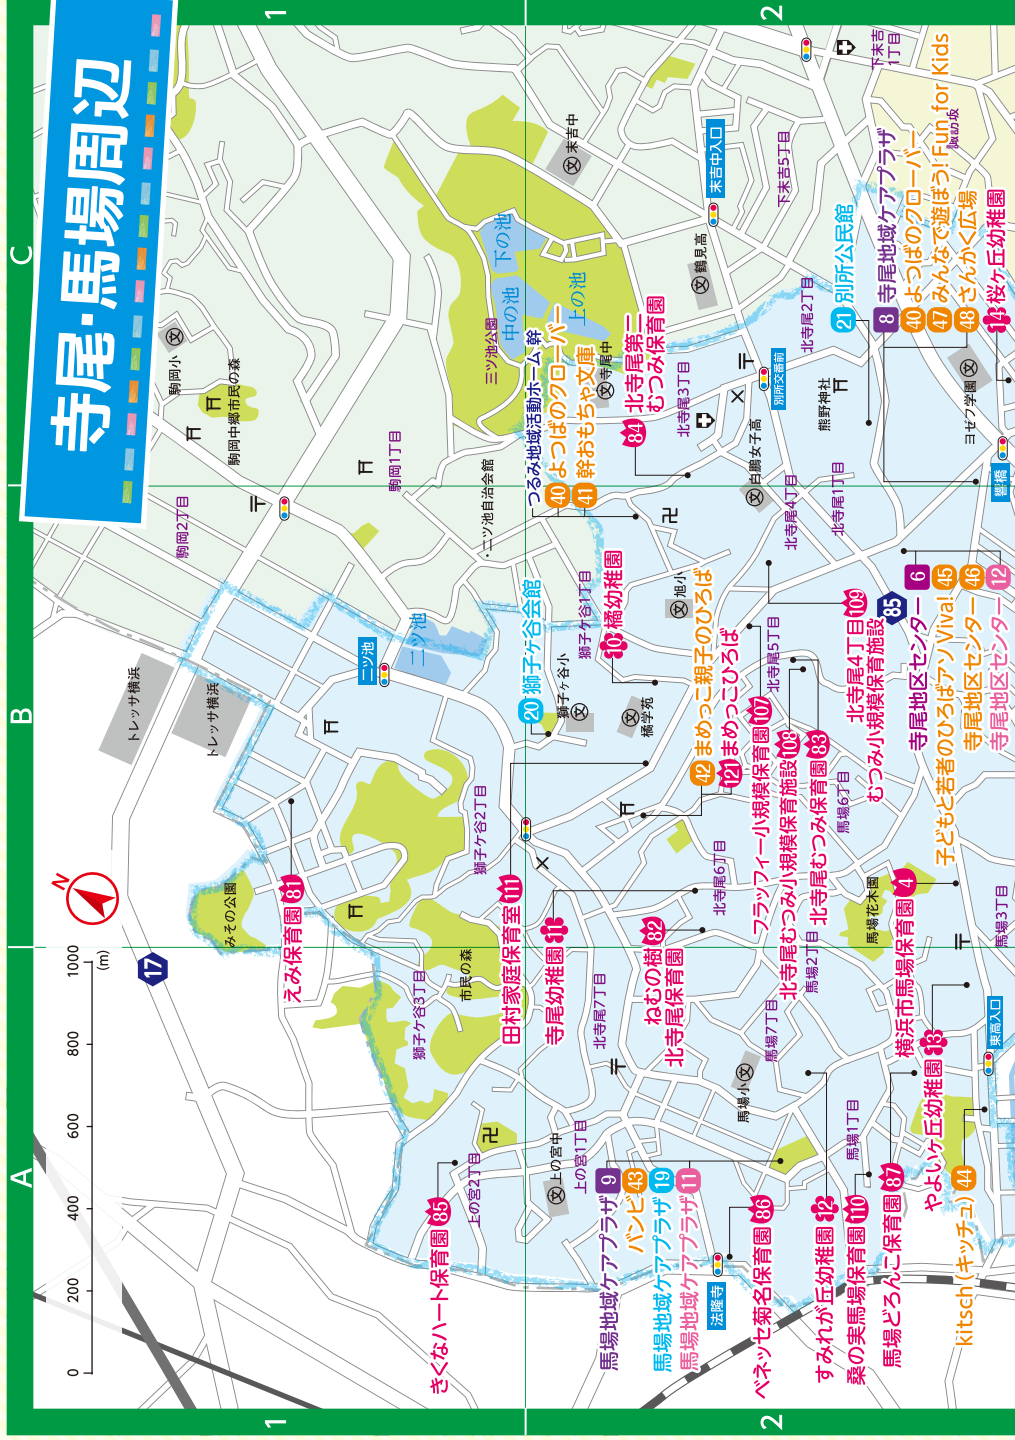 寺尾・馬場周辺
A
B
C
1
2
1
2
N
0
200
400
600
800
1000
(m)
17
トレッサ横浜
トレッサ横浜
駒岡2丁目
駒岡小
駒岡中郷市民の森
駒岡1丁目
二ツ池自治会館
二ツ池
二ツ池
三ツ池公園
下の池
中の池
上の池
末吉中
末吉中入口
下末吉5丁目
下末吉
1丁目
諏訪坂
鶴見高
寺尾中
つるみ地域活動ホーム 幹
40 よつばのクローバー
41 幹おもちゃ文庫
84 北寺尾第二
むつみ保育園
北寺尾3丁目
別所交番前
白鵬女子高
北寺尾2丁目
熊野神社
北寺尾4丁目
北寺尾1丁目
21 別所公民館
8 寺尾地域ケアプラザ
40 よつばのクローバー
47 みんなで遊ぼう! Fun for Kids
48 さんかく広場
14 桜ヶ丘幼稚園
ヨゼフ学園
響橋
みその公園
えみ保育園 81
獅子ケ谷2丁目
獅子ケ谷3丁目
市民の森
20 獅子ヶ谷会館
獅子ケ谷1丁目
獅子ヶ谷小
10 橘幼稚園
橘学苑
旭小
42 まめっこ親子のひろば
121 まめっこひろば
フラッフィー小規模保育園 107
北寺尾むつみ小規模保育施設 108
北寺尾むつみ保育園 83
北寺尾5丁目
北寺尾4丁目 109
むつみ小規模保育施設
85
寺尾地区センター 6
子どもと若者のひろばアソViva! 45
寺尾地区センター 46
寺尾地区センター 12
馬場6丁目
北寺尾6丁目
田村家庭保育室 111
寺尾幼稚園 11
ねむの樹 82
北寺尾保育園
北寺尾7丁目
馬場2丁目
馬場花木園
横浜市馬場保育園 4
馬場3丁目
馬場7丁目
馬場小
やよいヶ丘幼稚園 13
東高入口
馬場1丁目
kitsch(キッチュ) 44
きくなハート保育園 85
上の宮2丁目
上の宮中
上の宮1丁目
馬場地域ケアプラザ 9
バンビ 43
馬場地域ケアプラザ 19
馬場地域ケアプラザ 11
法隆寺
ベネッセ菊名保育園 86
すみれが丘幼稚園 12
桑の実馬場保育園 110
馬場どろんこ保育園 87